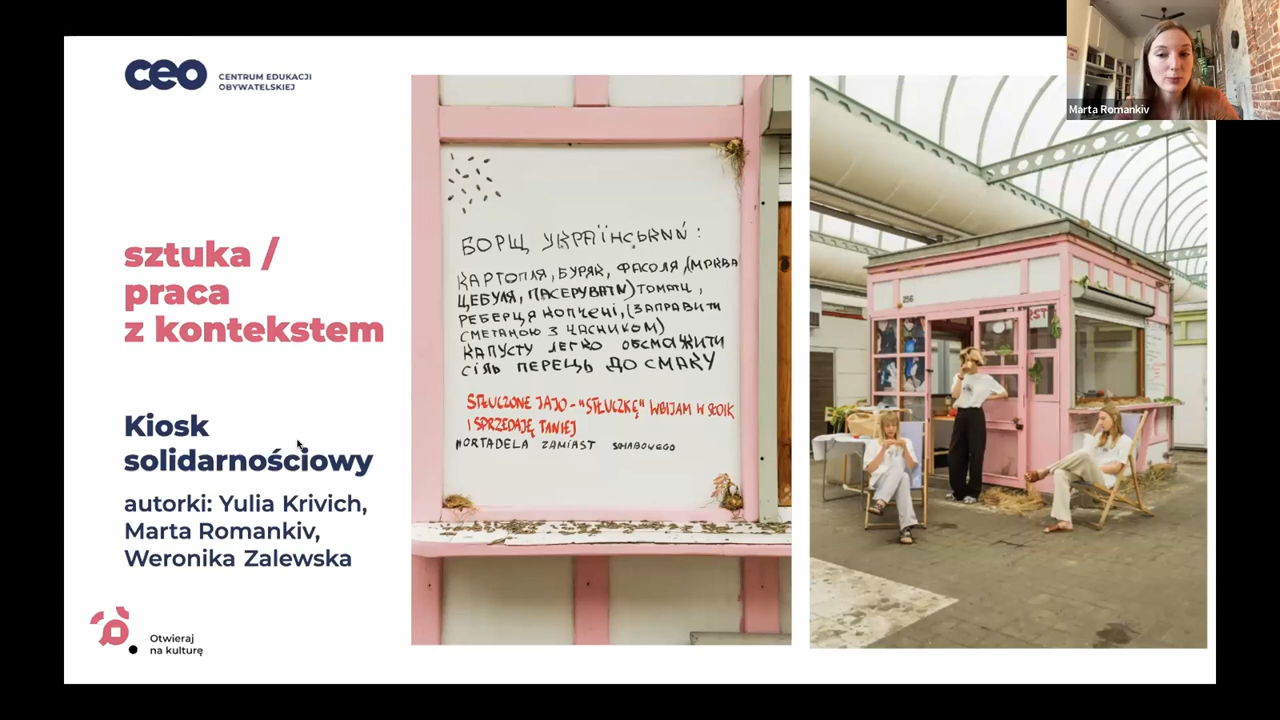 ceo CENTRUM EDUKACJI
OBYWATELSKIEJ
sztuka /
praca
z kontekstem
Kiosk
solidarnościowy
autorki: Yulia Krivich,
Marta Romankiv,
Weronika Zalewska
Otwieraj
na kulturę
БОРЩ УКРАЇНСЬКИЙ:
КАРТОПЛЯ, БУРЯК, ФАСОЛЯ, (МОРКВА
ЦЕБУЛЯ, ПАСЕРУВАТИ) ТОМАТИ,
РЕБЕРЦЯ КОПЧЕНІ, (ЗАПРАВИТИ
СМЕТАНОЮ З ЧАСНИКОМ)
КАПУСТУ ЛЕГКО ОБСМАЖИТИ
СІЛЬ ПЕРЕЦЬ ДО СМАКУ
STŁUCZONE JAJO - "STŁUCZKĘ" WBIJAM W SŁOIK
I SPRZEDAJĘ TANIEJ
MORTADELA ZAMIAST SCHABOWEGO
256
Marta Romankiv